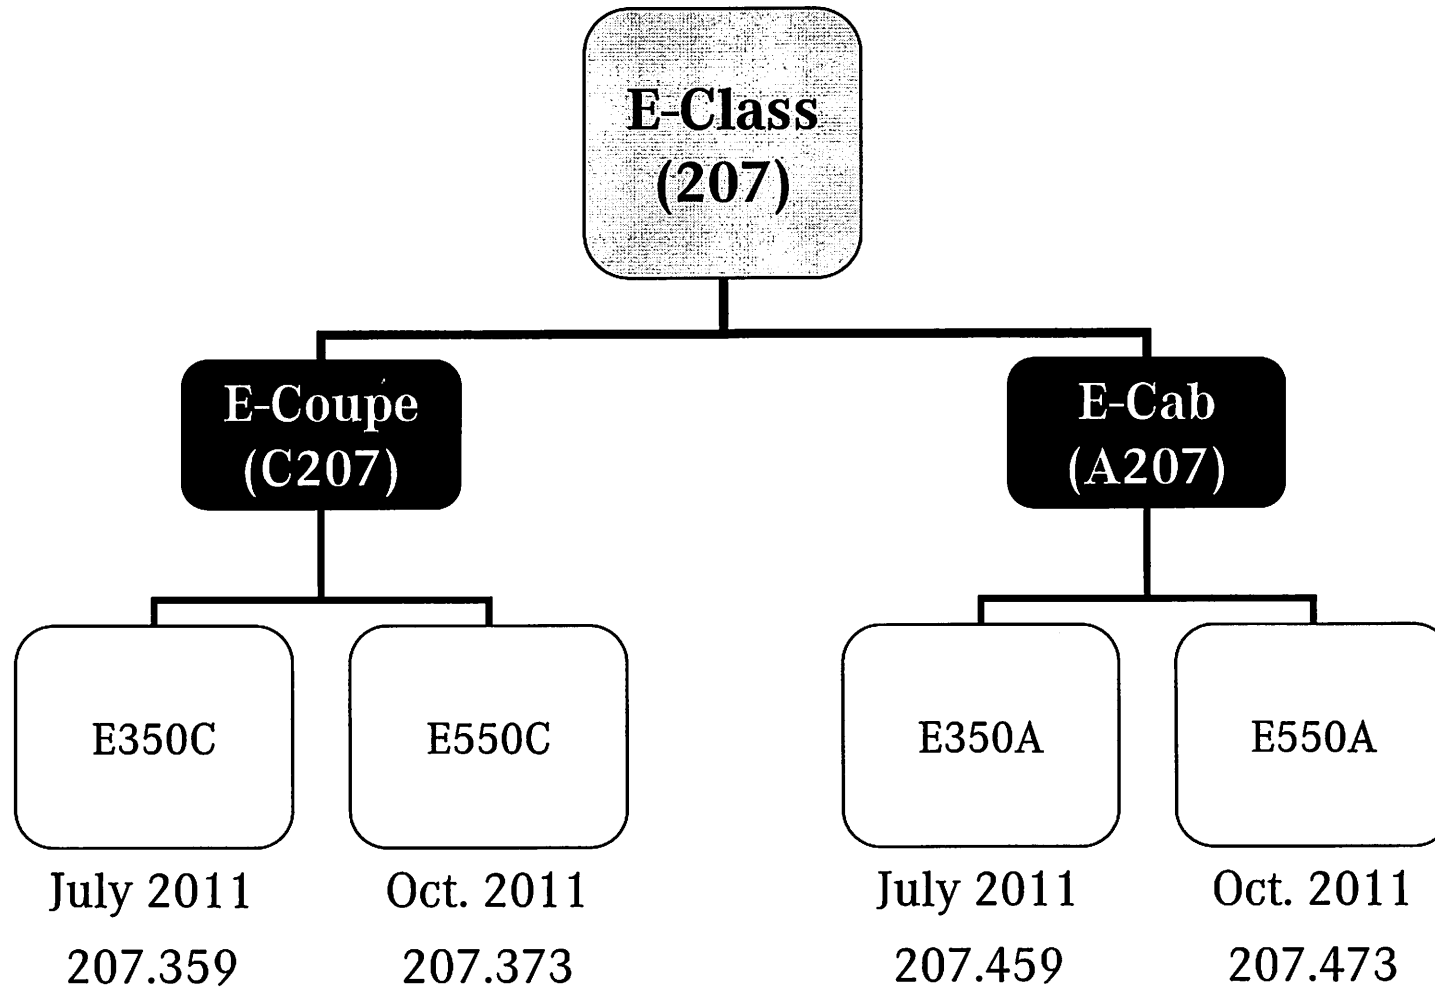 E-Class
(207)
E-Coupe
(C207)
E-Cab
(A207)
E350C
E550C
E350A
E550A
July 2011
Oct. 2011
July 2011
Oct. 2011
207.359
207.373
207.459
207.473